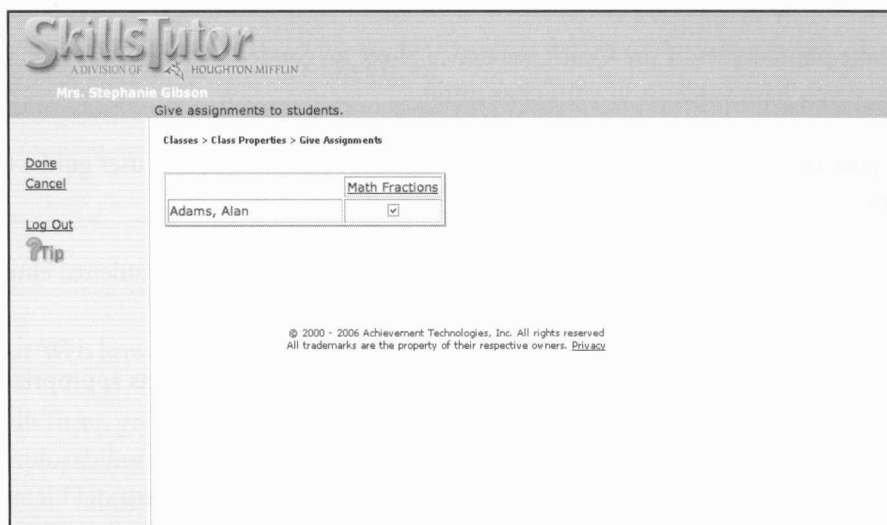 SkillsTutor
A DIVISION OF HOUGHTON MIFFLIN
Mrs. Stephanie Gibson
Give assignments to students.
Classes > Class Properties > Give Assignments
Done
Cancel
Log Out
?Tip
Math Fractions
Adams, Alan
© 2000 - 2006 Achievement Technologies, Inc. All rights reserved
All trademarks are the property of their respective owners. Privacy